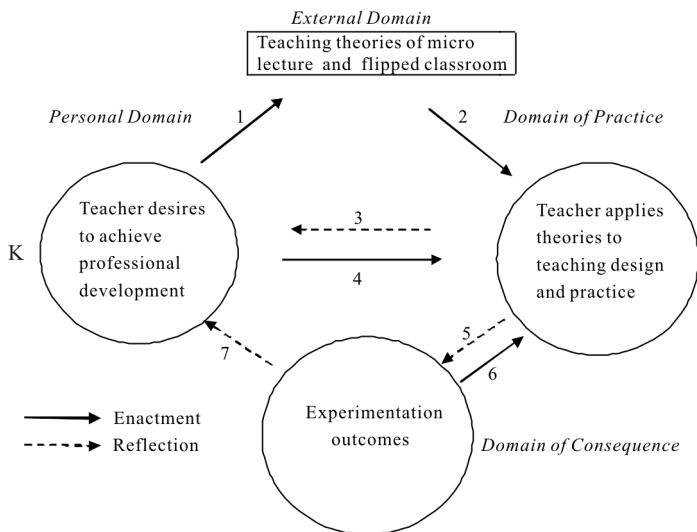 External Domain
Teaching theories of micro
lecture and flipped classroom
Personal Domain
1
2
Domain of Practice
Teacher desires
to achieve
professional
development
K
3
4
Teacher applies
theories to
teaching design
and practice
7
5
6
Experimentation
outcomes
Enactment
Reflection
Domain of Consequence